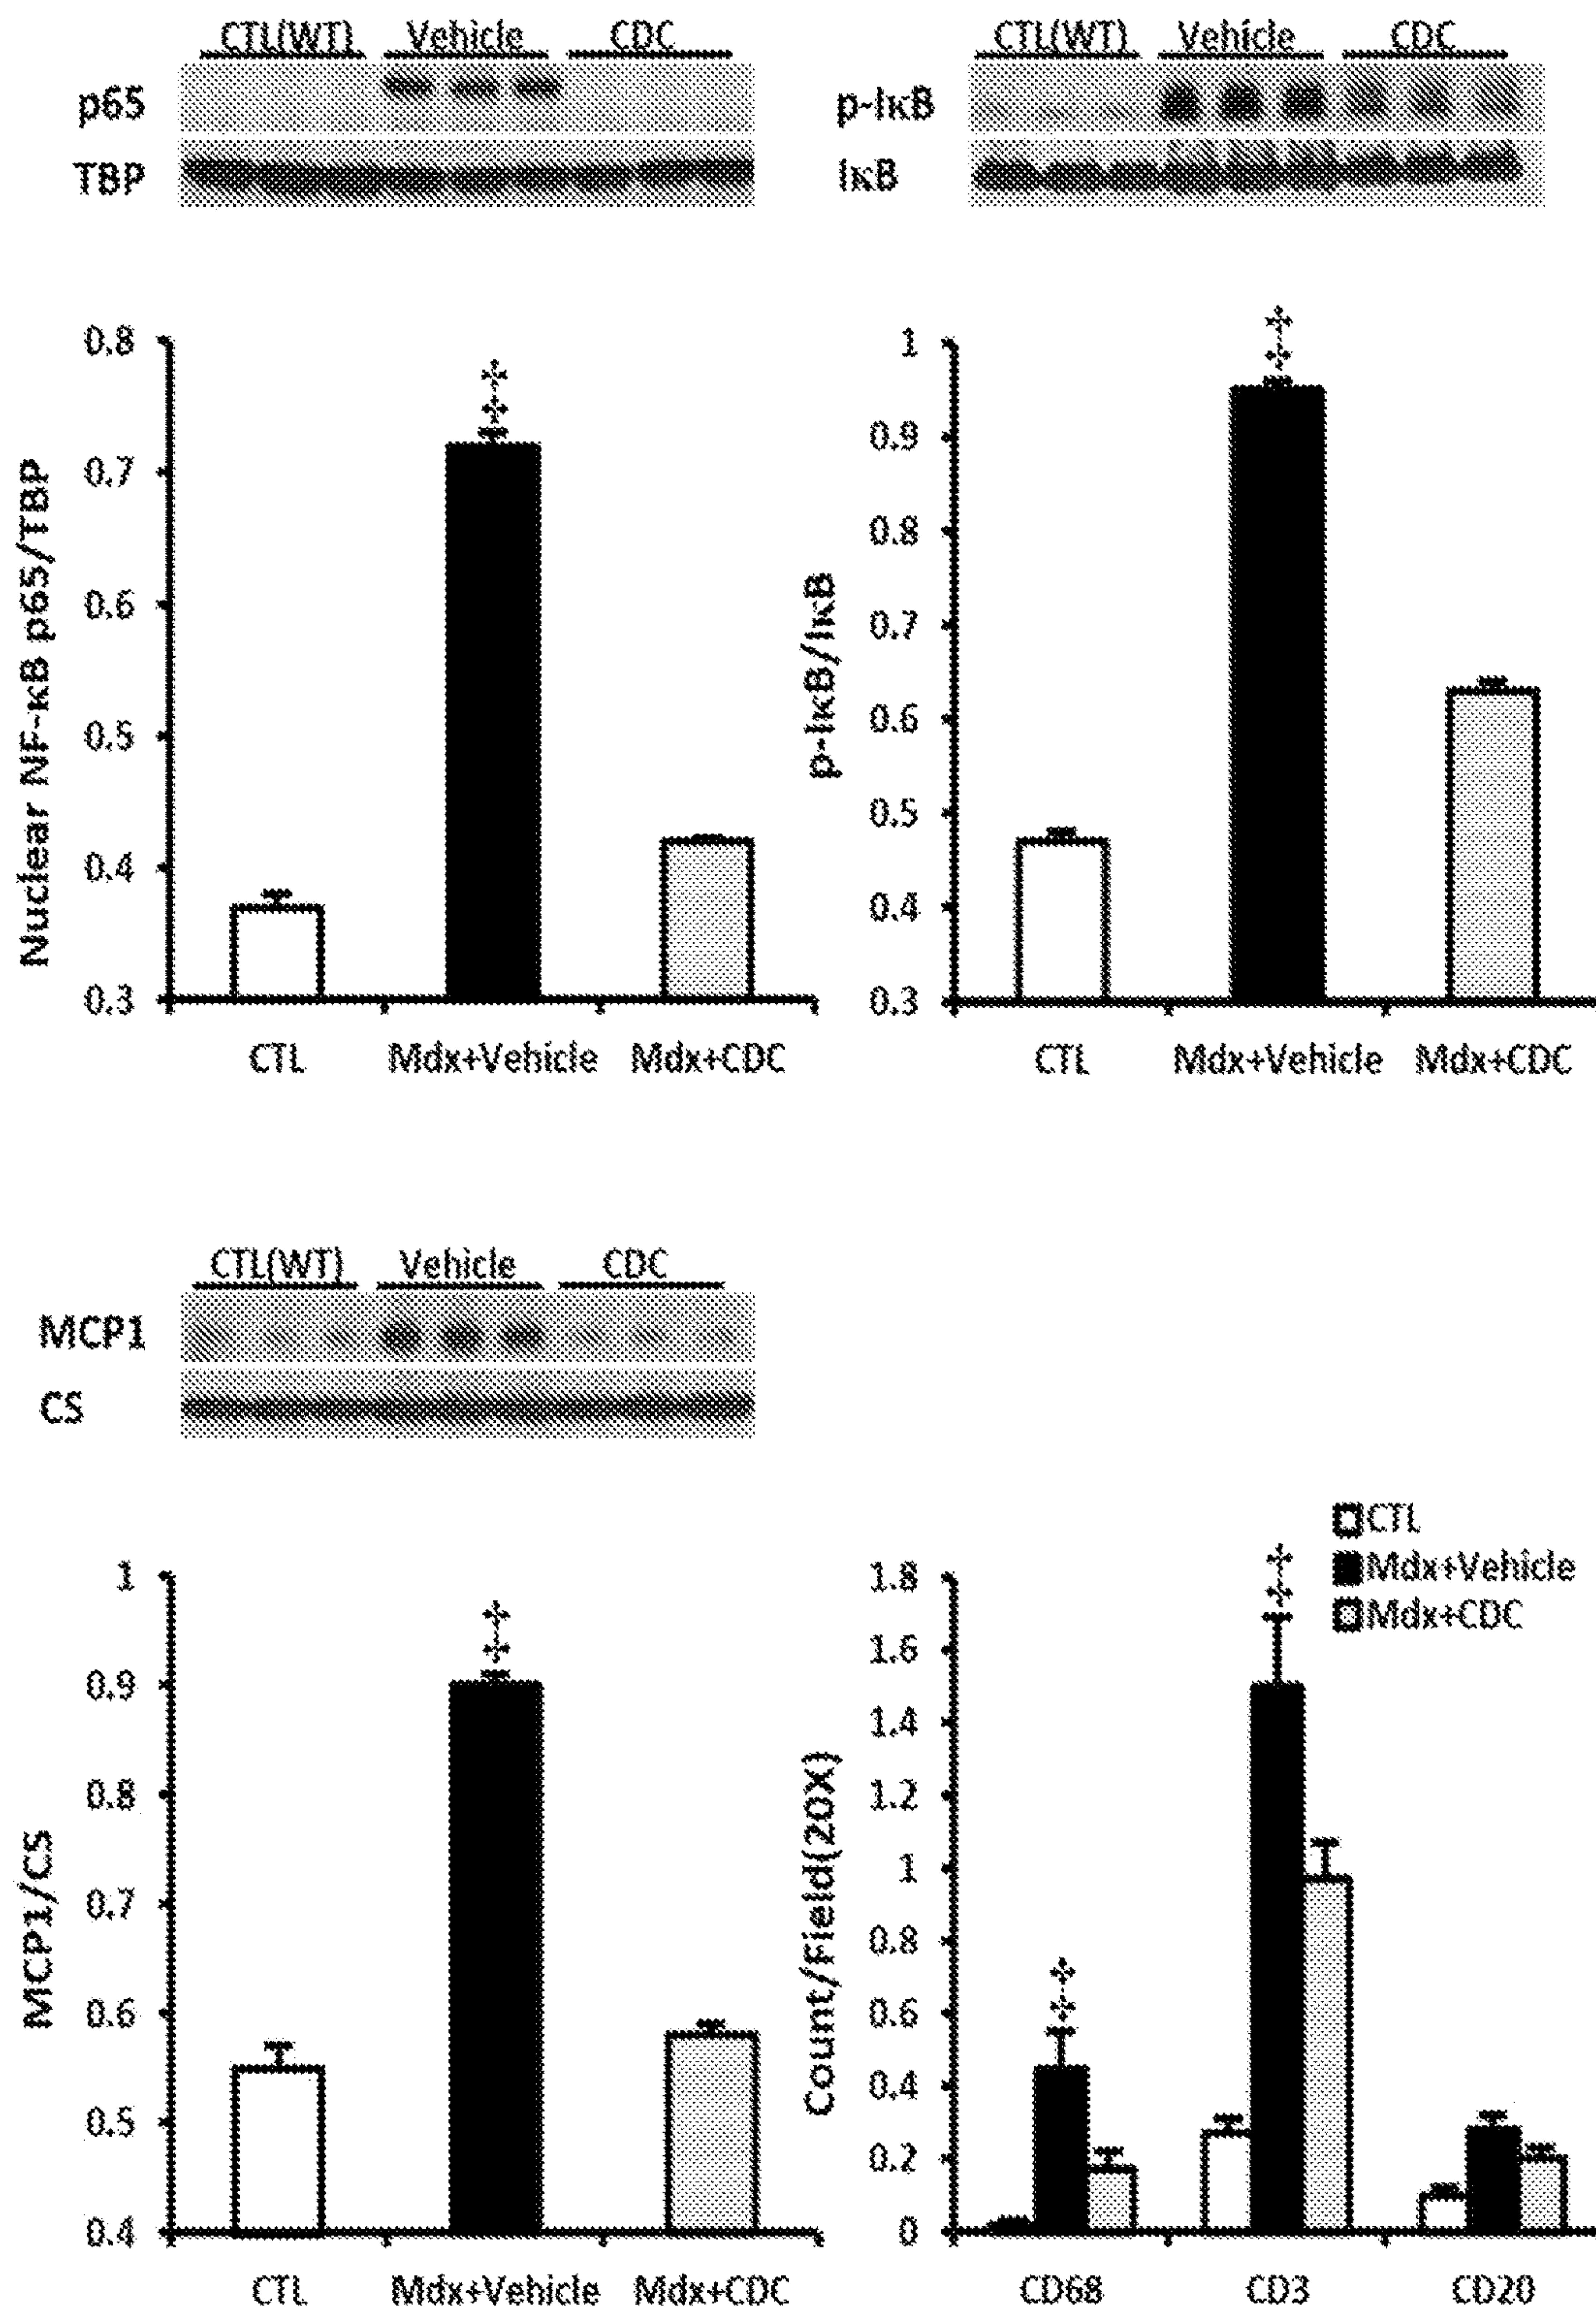 CTL(WT) Vehicle CDC
p65
TBP
CTL(WT) Vehicle CDC
p-IκB
IκB
Nuclear NF-κB p65/TBP
0.8
0.7
0.6
0.5
0.4
0.3
‡
CTL Mdx+Vehicle Mdx+CDC
p-IκB/IκB
1
0.9
0.8
0.7
0.6
0.5
0.4
0.3
‡
CTL Mdx+Vehicle Mdx+CDC
CTL(WT) Vehicle CDC
MCP1
CS
MCP1/CS
1
0.9
0.8
0.7
0.6
0.5
0.4
‡
CTL Mdx+Vehicle Mdx+CDC
CTL
Mdx+Vehicle
Mdx+CDC
Count/Field(20X)
1.8
1.6
1.4
1.2
1
0.8
0.6
0.4
0.2
0
‡
‡
CD68 CD3 CD20